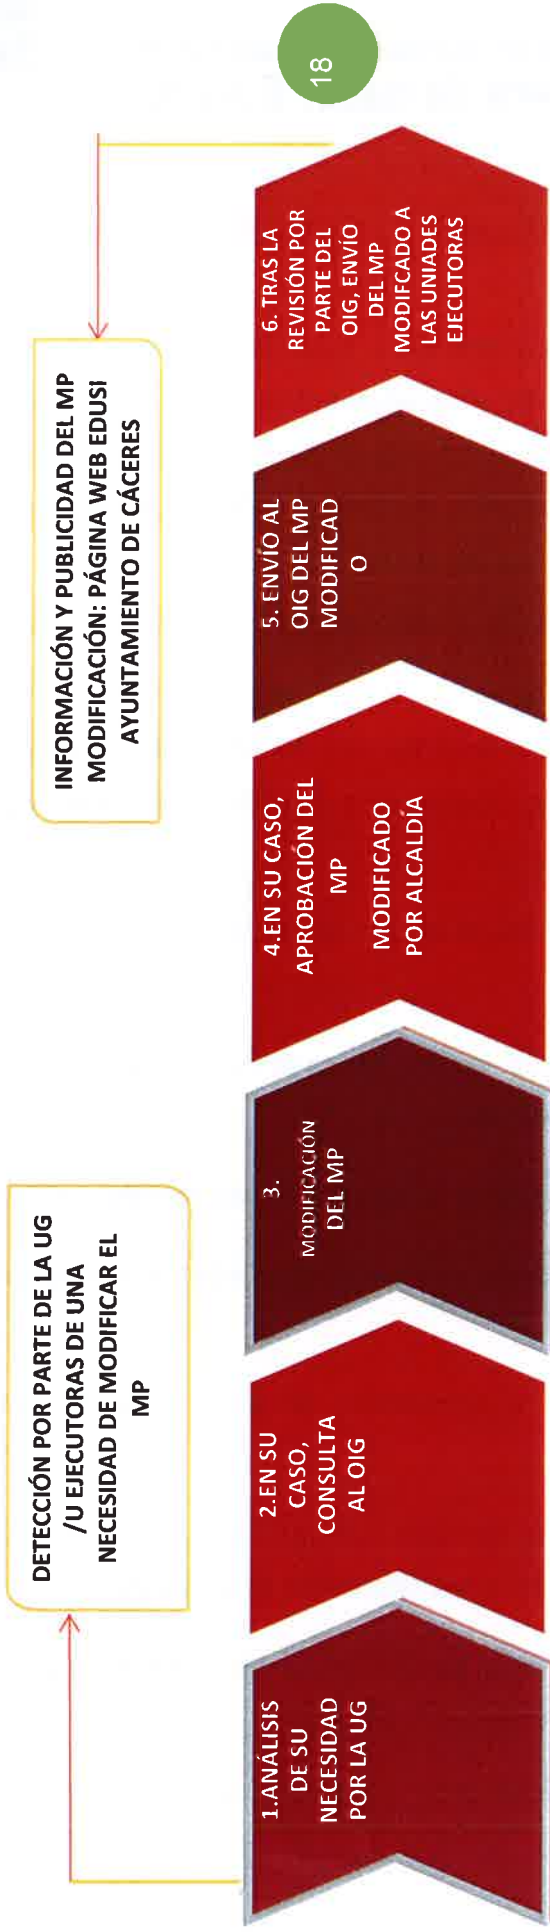 DETECCIÓN POR PARTE DE LA UG
/U EJECUTORAS DE UNA
NECESIDAD DE MODIFICAR EL
MP
INFORMACIÓN Y PUBLICIDAD DEL MP
MODIFICACIÓN: PÁGINA WEB EDUSI
AYUNTAMIENTO DE CÁCERES
1.ANÁLISIS
DE SU
NECESIDAD
POR LA UG
2.EN SU
CASO,
CONSULTA
AL OIG
3.
MODIFICACIÓN
DEL MP
4.EN SU CASO,
APROBACIÓN DEL
MP
MODIFICADO
POR ALCALDÍA
5. ENVÍO AL
OIG DEL MP
MODIFICAD
O
6. TRAS LA
REVISIÓN POR
PARTE DEL
OIG, ENVÍO
DEL MP
MODIFCADO A
LAS UNIADES
EJECUTORAS
18